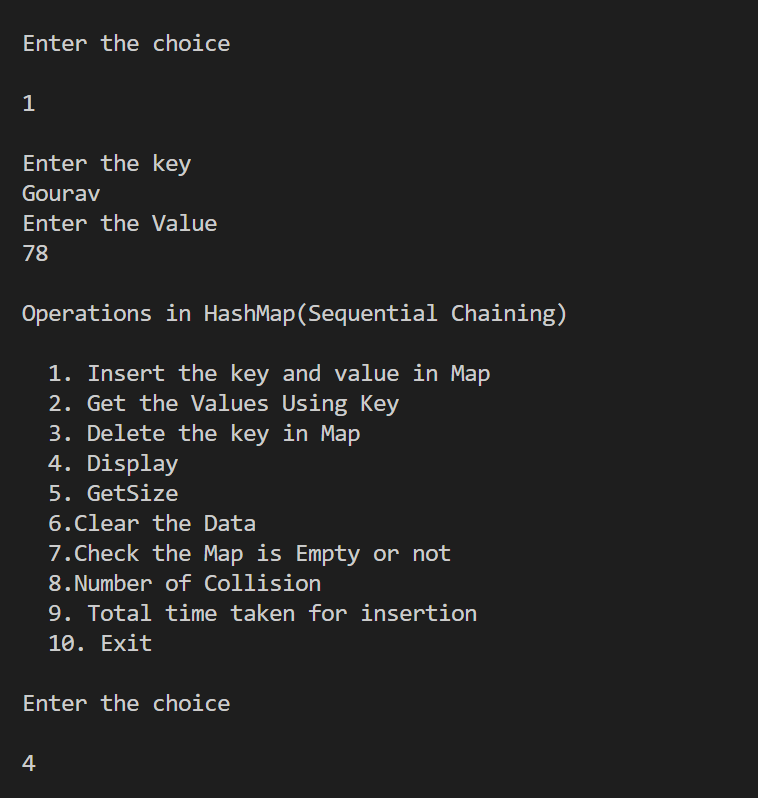 Enter the choice
1
Enter the key
Gourav
Enter the Value
78
Operations in HashMap(Sequential Chaining)
1. Insert the key and value in Map
2. Get the Values Using Key
3. Delete the key in Map
4. Display
5. GetSize
6.Clear the Data
7.Check the Map is Empty or not
8.Number of Collision
9. Total time taken for insertion
10. Exit
Enter the choice
4